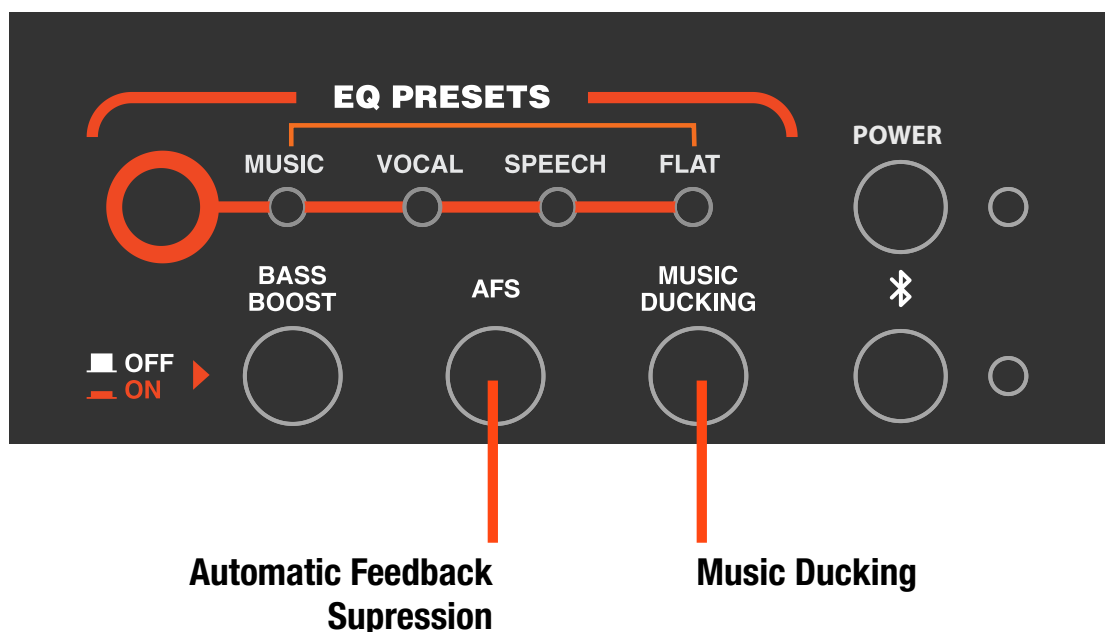 EQ PRESETS
POWER
MUSIC VOCAL SPEECH FLAT
BASS
BOOST
AFS
MUSIC
DUCKING
OFF
ON
Automatic Feedback
Supression
Music Ducking